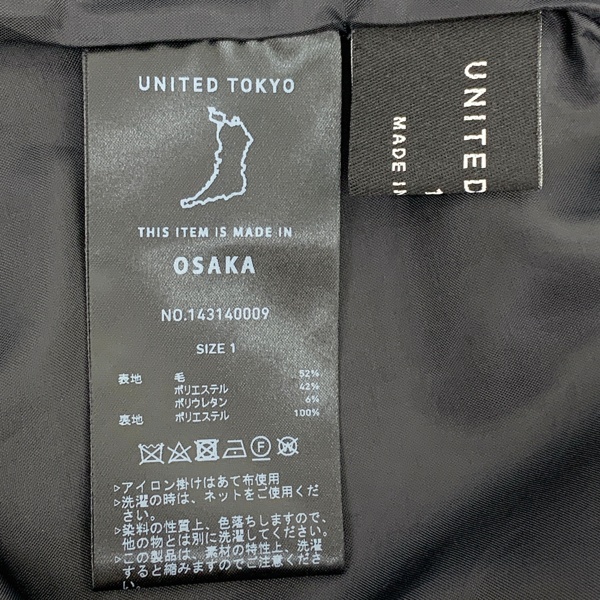 UNITED TOKYO
THIS ITEM IS MADE IN
OSAKA
NO.143140009
SIZE 1
表地 毛 52%
ポリエステル 42%
ポリウレタン 6%
裏地 ポリエステル 100%
▷アイロン掛けはあて布使用
▷洗濯の時は、ネットをご使用くだ
さい。
▷染料の性質上、色落ちしますので、
他の物とは別に洗濯してください。
▷この製品は、素材の特性上、洗濯
すると縮みますのでご注意くださ
い。
UNITED
MADE IN